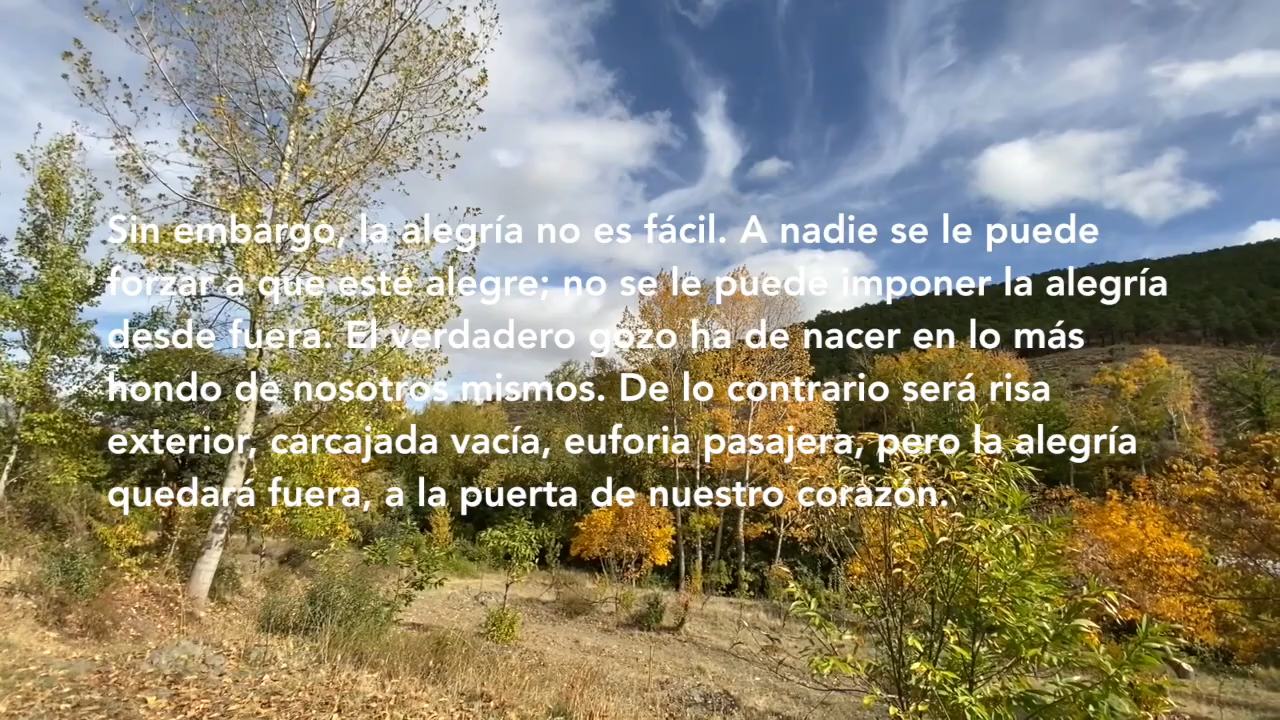 Sin embargo, la alegría no es fácil. A nadie se le puede
forzar a que esté alegre; no se le puede imponer la alegría
desde fuera. El verdadero gozo ha de nacer en lo más
hondo de nosotros mismos. De lo contrario será risa
exterior, carcajada vacía, euforia pasajera, pero la alegría
quedará fuera, a la puerta de nuestro corazón.